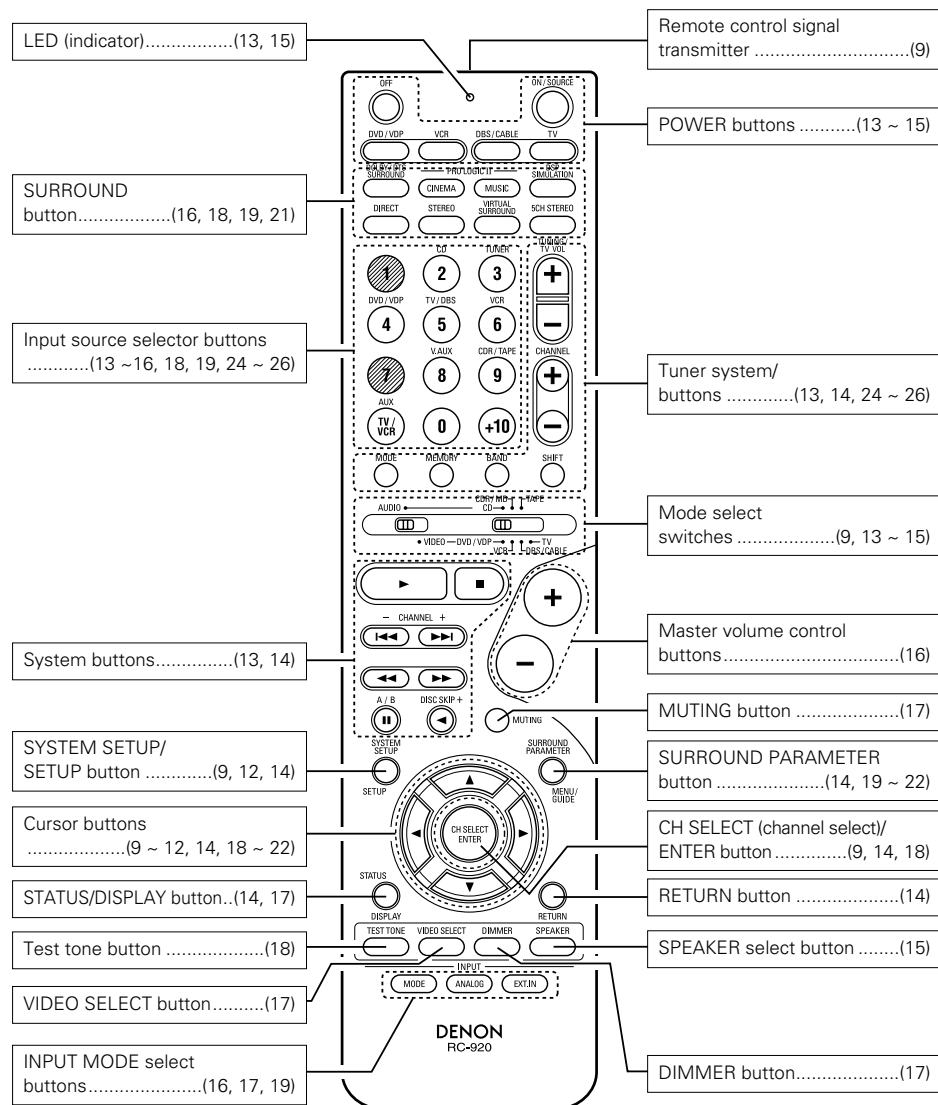 LED (indicator)................(13, 15)
Remote control signal
transmitter ............................(9)
POWER buttons ...........(13 ~ 15)
SURROUND
button..................(16, 18, 19, 21)
Input source selector buttons
............(13 ~16, 18, 19, 24 ~ 26)
Tuner system/
buttons .............(13, 14, 24 ~ 26)
Mode select
switches ..................(9, 13 ~ 15)
System buttons...............(13, 14)
Master volume control
buttons................................(16)
MUTING button ...................(17)
SYSTEM SETUP/
SETUP button ............(9, 12, 14)
SURROUND PARAMETER
button ....................(14, 19 ~ 22)
Cursor buttons
..................(9 ~ 12, 14, 18 ~ 22)
CH SELECT (channel select)/
ENTER button .............(9, 14, 18)
STATUS/DISPLAY button..(14, 17)
RETURN button ..................(14)
Test tone button ..................(18)
SPEAKER select button .......(15)
VIDEO SELECT button..........(17)
INPUT MODE select
buttons....................(16, 17, 19)
DIMMER button...................(17)
OFF
ON / SOURCE
DVD / VDP VCR DBS / CABLE TV
DOLBY / DTS
SURROUND
PRO LOGIC II
CINEMA MUSIC
DSP
SIMULATION
DIRECT STEREO
VIRTUAL
SURROUND
5CH STEREO
CD TUNER
TUNING /
TV VOL
1 2 3 +
DVD / VDP TV / DBS VCR
4 5 6 −
V.AUX CDR / TAPE CHANNEL
7 8 9 +
AUX
TV /
VCR
0 +10 −
MODE MEMORY BAND SHIFT
CDR / MD TAPE
AUDIO CD
VIDEO DVD / VDP TV
VCR DBS / CABLE
+
− CHANNEL +
−
A / B DISC SKIP +
MUTING
SYSTEM
SETUP
SETUP
SURROUND
PARAMETER
MENU /
GUIDE
CH SELECT
ENTER
STATUS
DISPLAY
RETURN
TEST TONE VIDEO SELECT DIMMER SPEAKER
INPUT
MODE ANALOG EXT.IN
DENON
RC-920